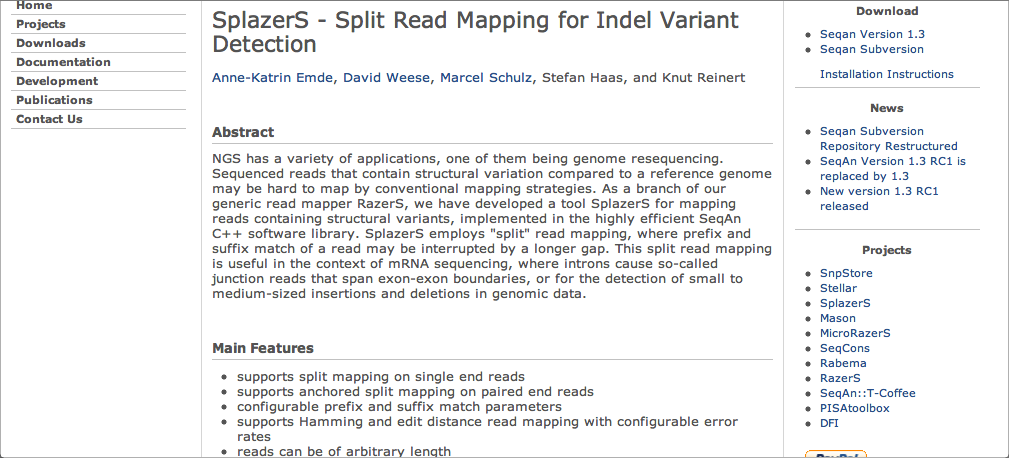 Home
Projects
Downloads
Documentation
Development
Publications
Contact Us
SplazerS - Split Read Mapping for Indel Variant
Detection
Anne-Katrin Emde, David Weese, Marcel Schulz, Stefan Haas, and Knut Reinert
Abstract
NGS has a variety of applications, one of them being genome resequencing.
Sequenced reads that contain structural variation compared to a reference genome
may be hard to map by conventional mapping strategies. As a branch of our
generic read mapper RazerS, we have developed a tool SplazerS for mapping
reads containing structural variants, implemented in the highly efficient SeqAn
C++ software library. SplazerS employs "split" read mapping, where prefix and
suffix match of a read may be interrupted by a longer gap. This split read mapping
is useful in the context of mRNA sequencing, where introns cause so-called
junction reads that span exon-exon boundaries, or for the detection of small to
medium-sized insertions and deletions in genomic data.
Main Features
supports split mapping on single end reads
supports anchored split mapping on paired end reads
configurable prefix and suffix match parameters
supports Hamming and edit distance read mapping with configurable error
rates
reads can be of arbitrary length
Download
Seqan Version 1.3
Seqan Subversion
Installation Instructions
News
Seqan Subversion
Repository Restructured
SeqAn Version 1.3 RC1 is
replaced by 1.3
New version 1.3 RC1
released
Projects
SnpStore
Stellar
SplazerS
Mason
MicroRazerS
SeqCons
Rabema
RazerS
SeqAn::T-Coffee
PISAtoolbox
DFI